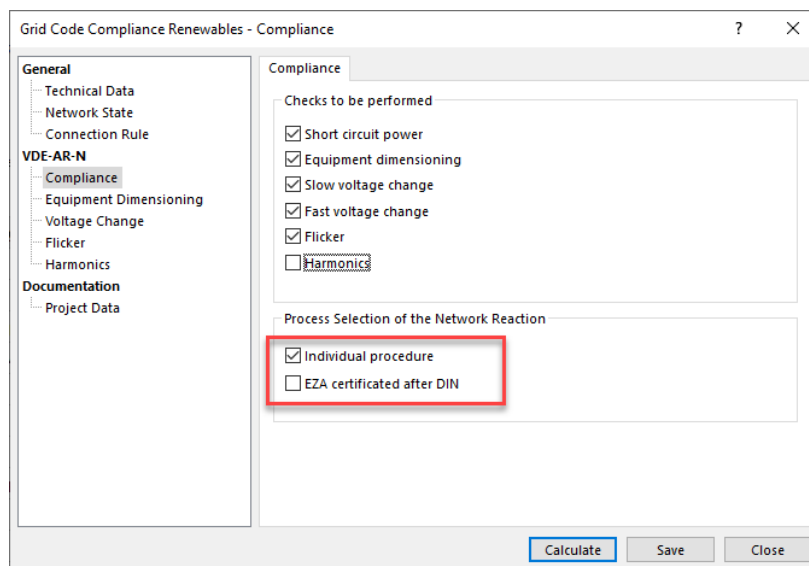 Grid Code Compliance Renewables - Compliance
?
General
Technical Data
Network State
Connection Rule
VDE-AR-N
Compliance
Equipment Dimensioning
Voltage Change
Flicker
Harmonics
Documentation
Project Data
Compliance
Checks to be performed
Short circuit power
Equipment dimensioning
Slow voltage change
Fast voltage change
Flicker
Harmonics
Process Selection of the Network Reaction
Individual procedure
EZA certificated after DIN
Calculate
Save
Close